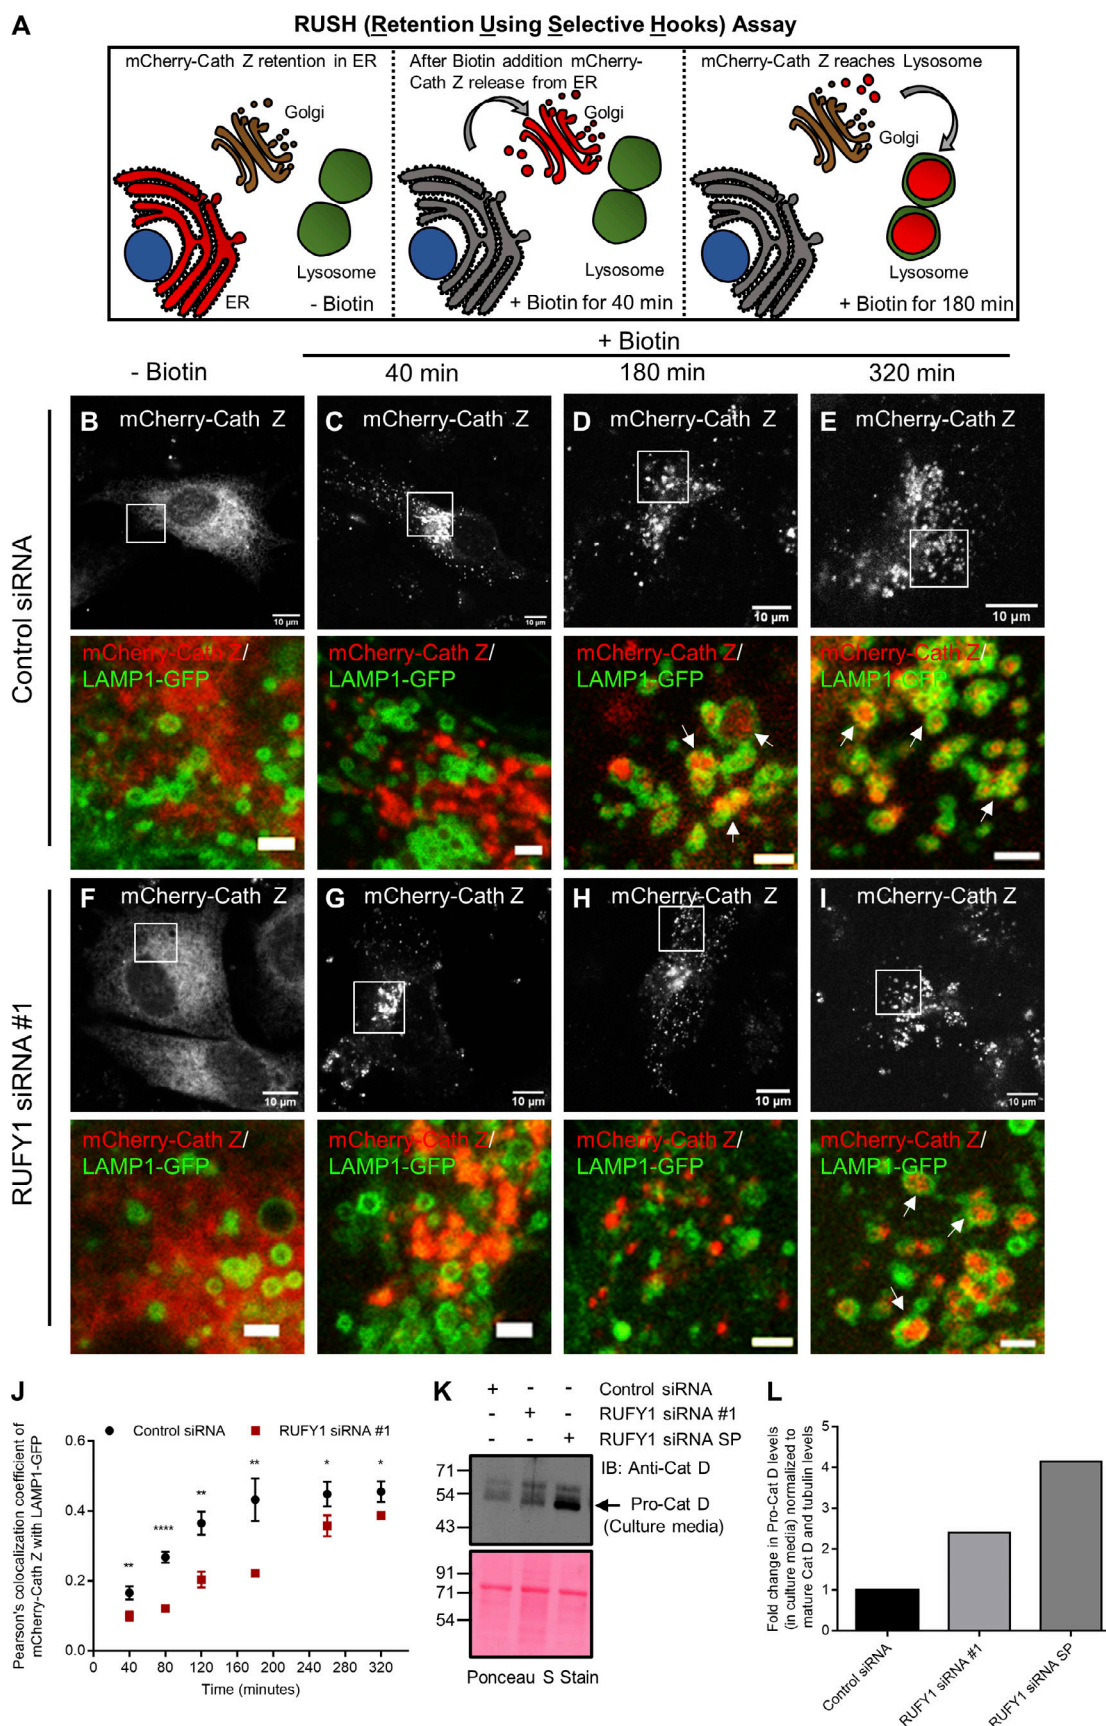 A
RUSH (Retention Using Selective Hooks) Assay
mCherry-Cath Z retention in ER
Golgi
Lysosome
ER
- Biotin
After Biotin addition mCherry-
Cath Z release from ER
Golgi
Lysosome
+ Biotin for 40 min
mCherry-Cath Z reaches Lysosome
Golgi
Lysosome
+ Biotin for 180 min
+ Biotin
- Biotin
40 min
180 min
320 min
Control siRNA
B mCherry-Cath Z
10 µm
C mCherry-Cath Z
10 µm
D mCherry-Cath Z
10 µm
E mCherry-Cath Z
10 µm
mCherry-Cath Z/
LAMP1-GFP
mCherry-Cath Z/
LAMP1-GFP
mCherry-Cath Z/
LAMP1-GFP
mCherry-Cath Z/
LAMP1-GFP
RUFY1 siRNA #1
F mCherry-Cath Z
10 µm
G mCherry-Cath Z
10 µm
H mCherry-Cath Z
10 µm
I mCherry-Cath Z
10 µm
mCherry-Cath Z/
LAMP1-GFP
mCherry-Cath Z/
LAMP1-GFP
mCherry-Cath Z/
LAMP1-GFP
mCherry-Cath Z/
LAMP1-GFP
J
Pearson's colocalization coefficient of
mCherry-Cath Z with LAMP1-GFP
Control siRNA
RUFY1 siRNA #1
0.6
0.4
0.2
0.0
**
****
**
**
*
*
0 40 80 120 160 200 240 280 320
Time (minutes)
K
+ - - Control siRNA
- + - RUFY1 siRNA #1
- - + RUFY1 siRNA SP
IB: Anti-Cat D
71
54
43
Pro-Cat D
(Culture media)
91
71
54
Ponceau S Stain
L
Fold change in Pro-Cat D levels
(in culture media) normalized to
mature Cat D and tubulin levels
5
4
3
2
1
0
Control siRNA
RUFY1 siRNA #1
RUFY1 siRNA SP